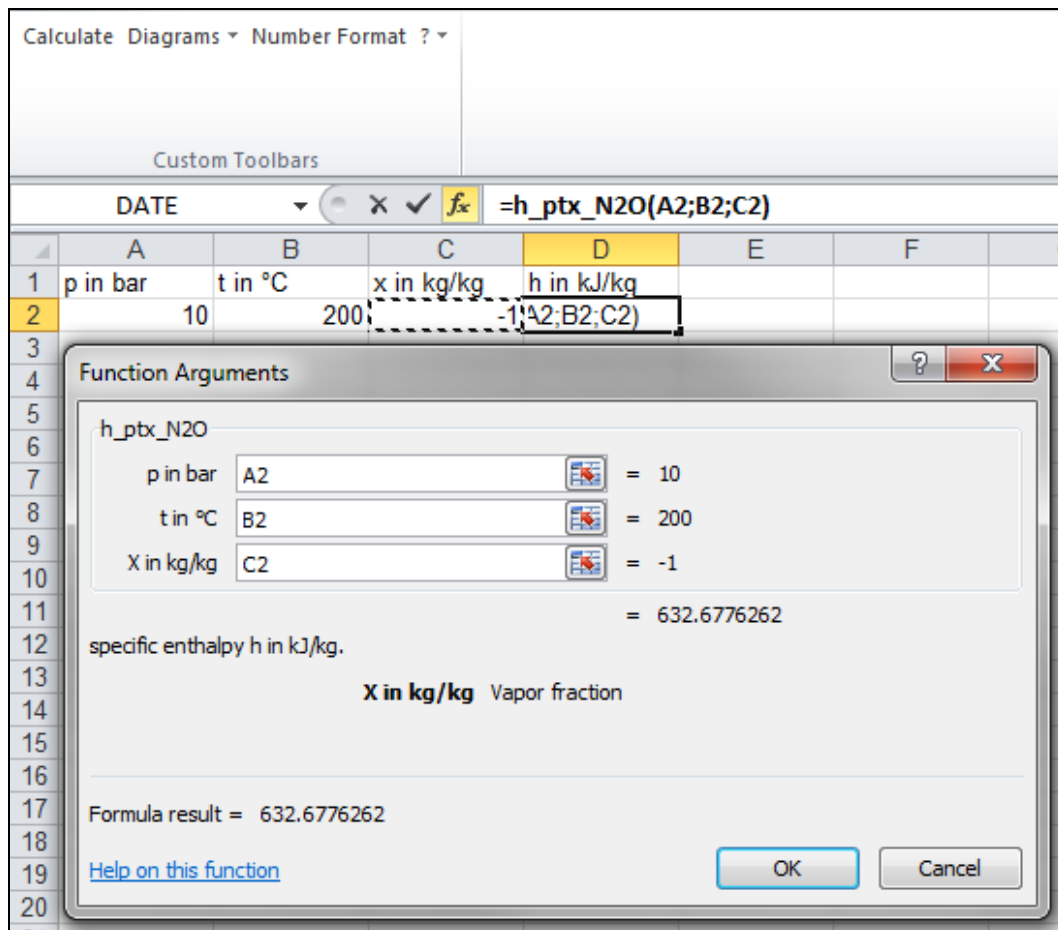 Calculate Diagrams Number Format ?
Custom Toolbars
DATE fx =h_ptx_N2O(A2;B2;C2)
A B C D E F
1 p in bar t in °C x in kg/kg h in kJ/kg
2 10 200 -1 A2;B2;C2)
3
4 Function Arguments ?
5
h_ptx_N2O
6
7 p in bar A2 = 10
8 t in °C B2 = 200
9
10 X in kg/kg C2 = -1
11 = 632.6776262
12 specific enthalpy h in kJ/kg.
13
14 X in kg/kg Vapor fraction
15
16
17 Formula result = 632.6776262
18
19 Help on this function OK Cancel
20